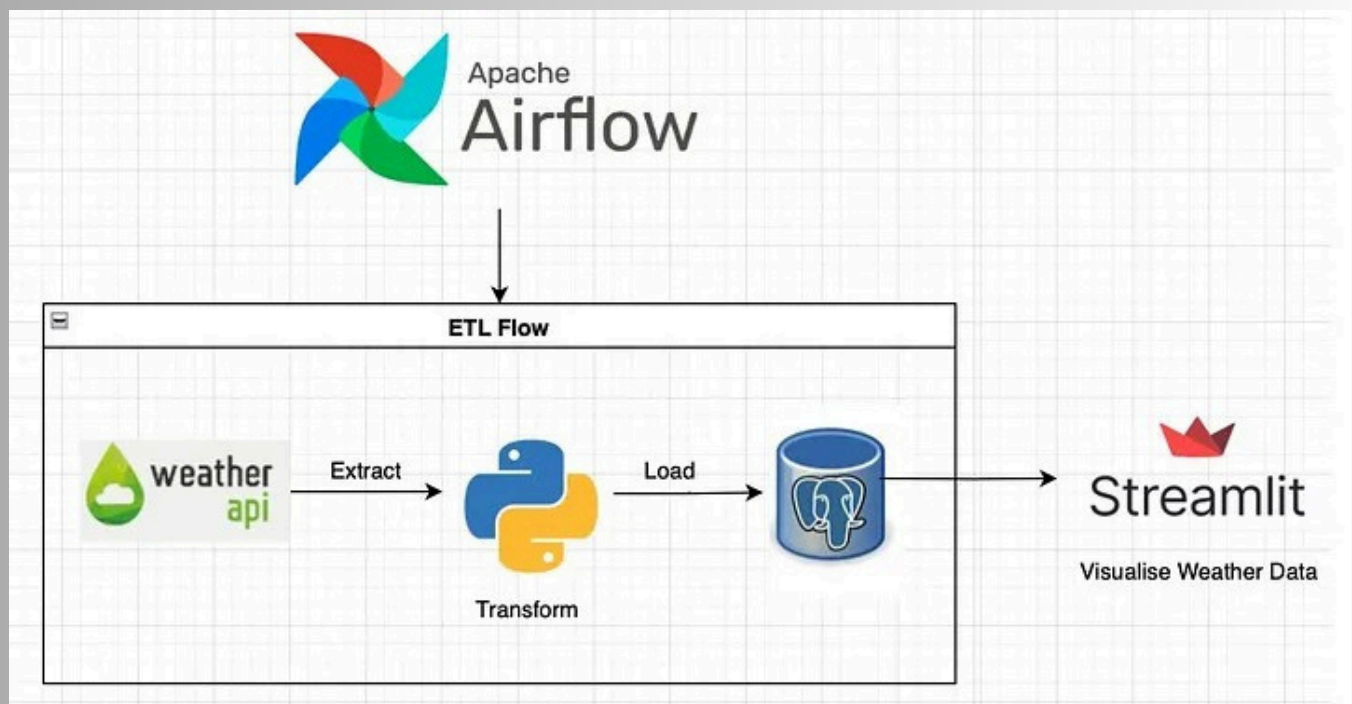 Apache
Airflow
ETL Flow
weather
api
Extract
Load
Transform
Streamlit
Visualise Weather Data